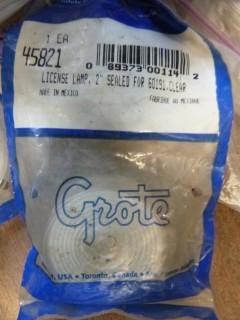 1 EA
45821
0 69373 00114 2
LICENSE LAMP, 2" SEALED FOR 60191,CLEAR
MADE IN MEXICO FABRIQUE AU MEXIQUE
Grote
, USA • Toronto, Canada •